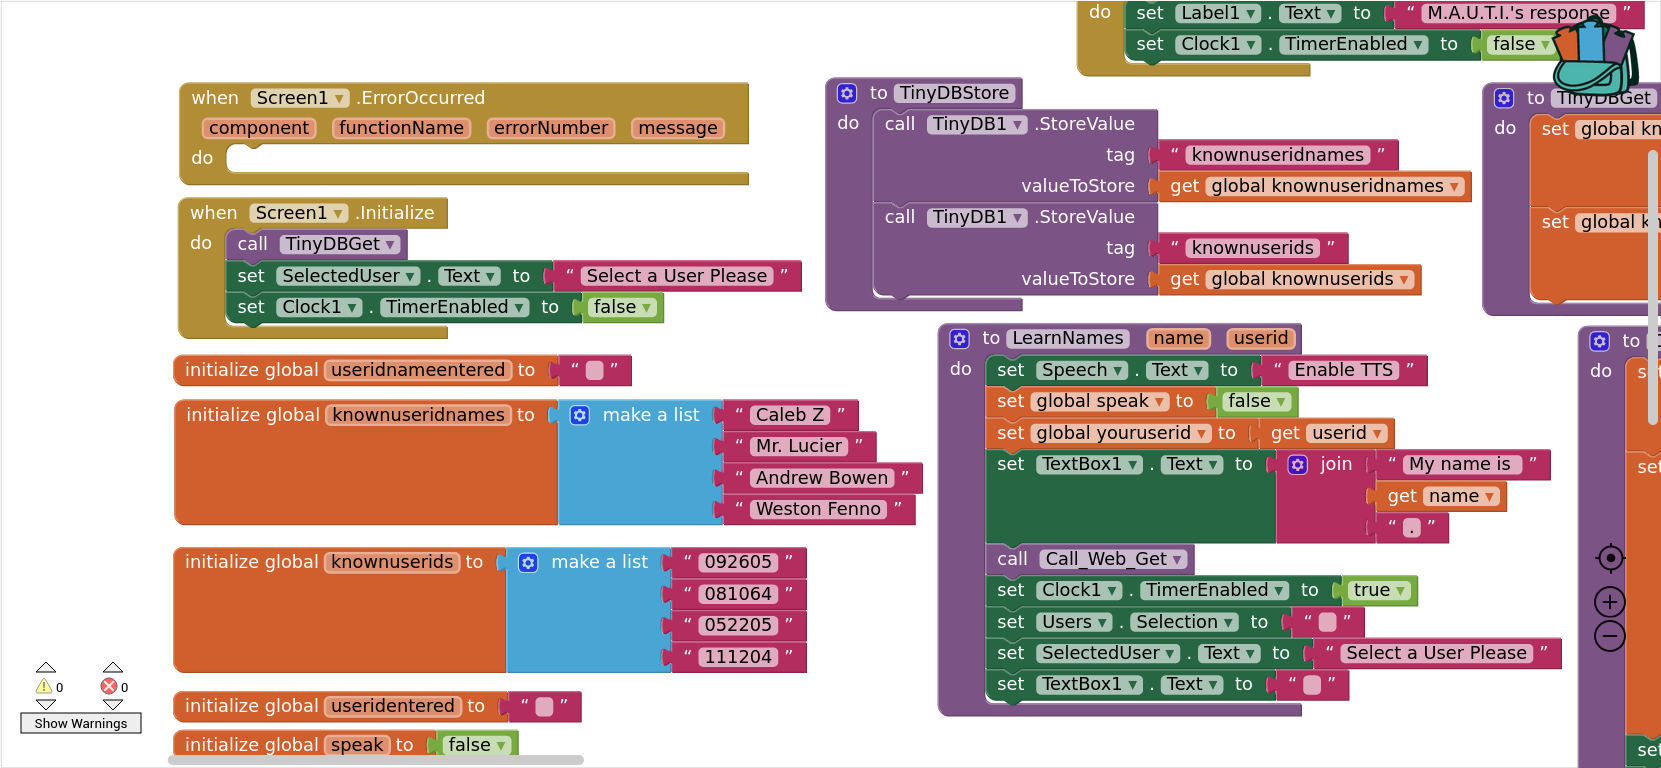 do set Label1 . Text to “ M.A.U.T.I.'s response ”
set Clock1 . TimerEnabled to false
when Screen1 .ErrorOccurred
component functionName errorNumber message
do
when Screen1 .Initialize
do call TinyDBGet
set SelectedUser . Text to “ Select a User Please ”
set Clock1 . TimerEnabled to false
initialize global useridnameentered to “ ”
initialize global knownuseridnames to make a list “ Caleb Z ”
“ Mr. Lucier ”
“ Andrew Bowen ”
“ Weston Fenno ”
initialize global knownuserids to make a list “ 092605 ”
“ 081064 ”
“ 052205 ”
“ 111204 ”
initialize global useridentered to “ ”
initialize global speak to false
0 0
Show Warnings
to TinyDBStore
do call TinyDB1 .StoreValue
tag “ knownuseridnames ”
valueToStore get global knownuseridnames
call TinyDB1 .StoreValue
tag “ knownuserids ”
valueToStore get global knownuserids
to LearnNames name userid
do set Speech . Text to “ Enable TTS ”
set global speak to false
set global youruserid to get userid
set TextBox1 . Text to join “ My name is ”
get name
“ . ”
call Call_Web_Get
set Clock1 . TimerEnabled to true
set Users . Selection to “ ”
set SelectedUser . Text to “ Select a User Please ”
set TextBox1 . Text to “ ”
to TinyDBGet
do set global kn
set global kn
to
do set
set
set